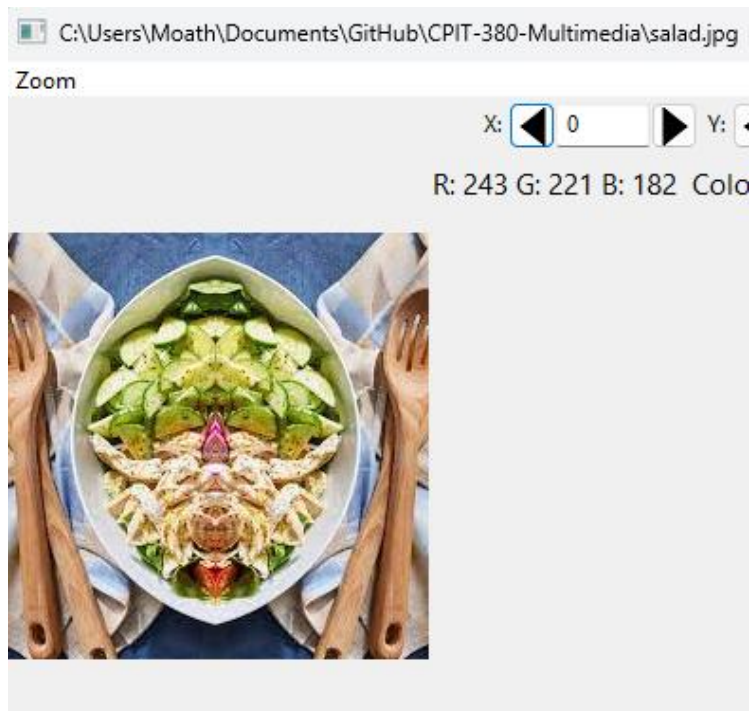 C:\Users\Moath\Documents\GitHub\CPIT-380-Multimedia\salad.jpg
Zoom
X: 0 Y:
R: 243 G: 221 B: 182 Colo